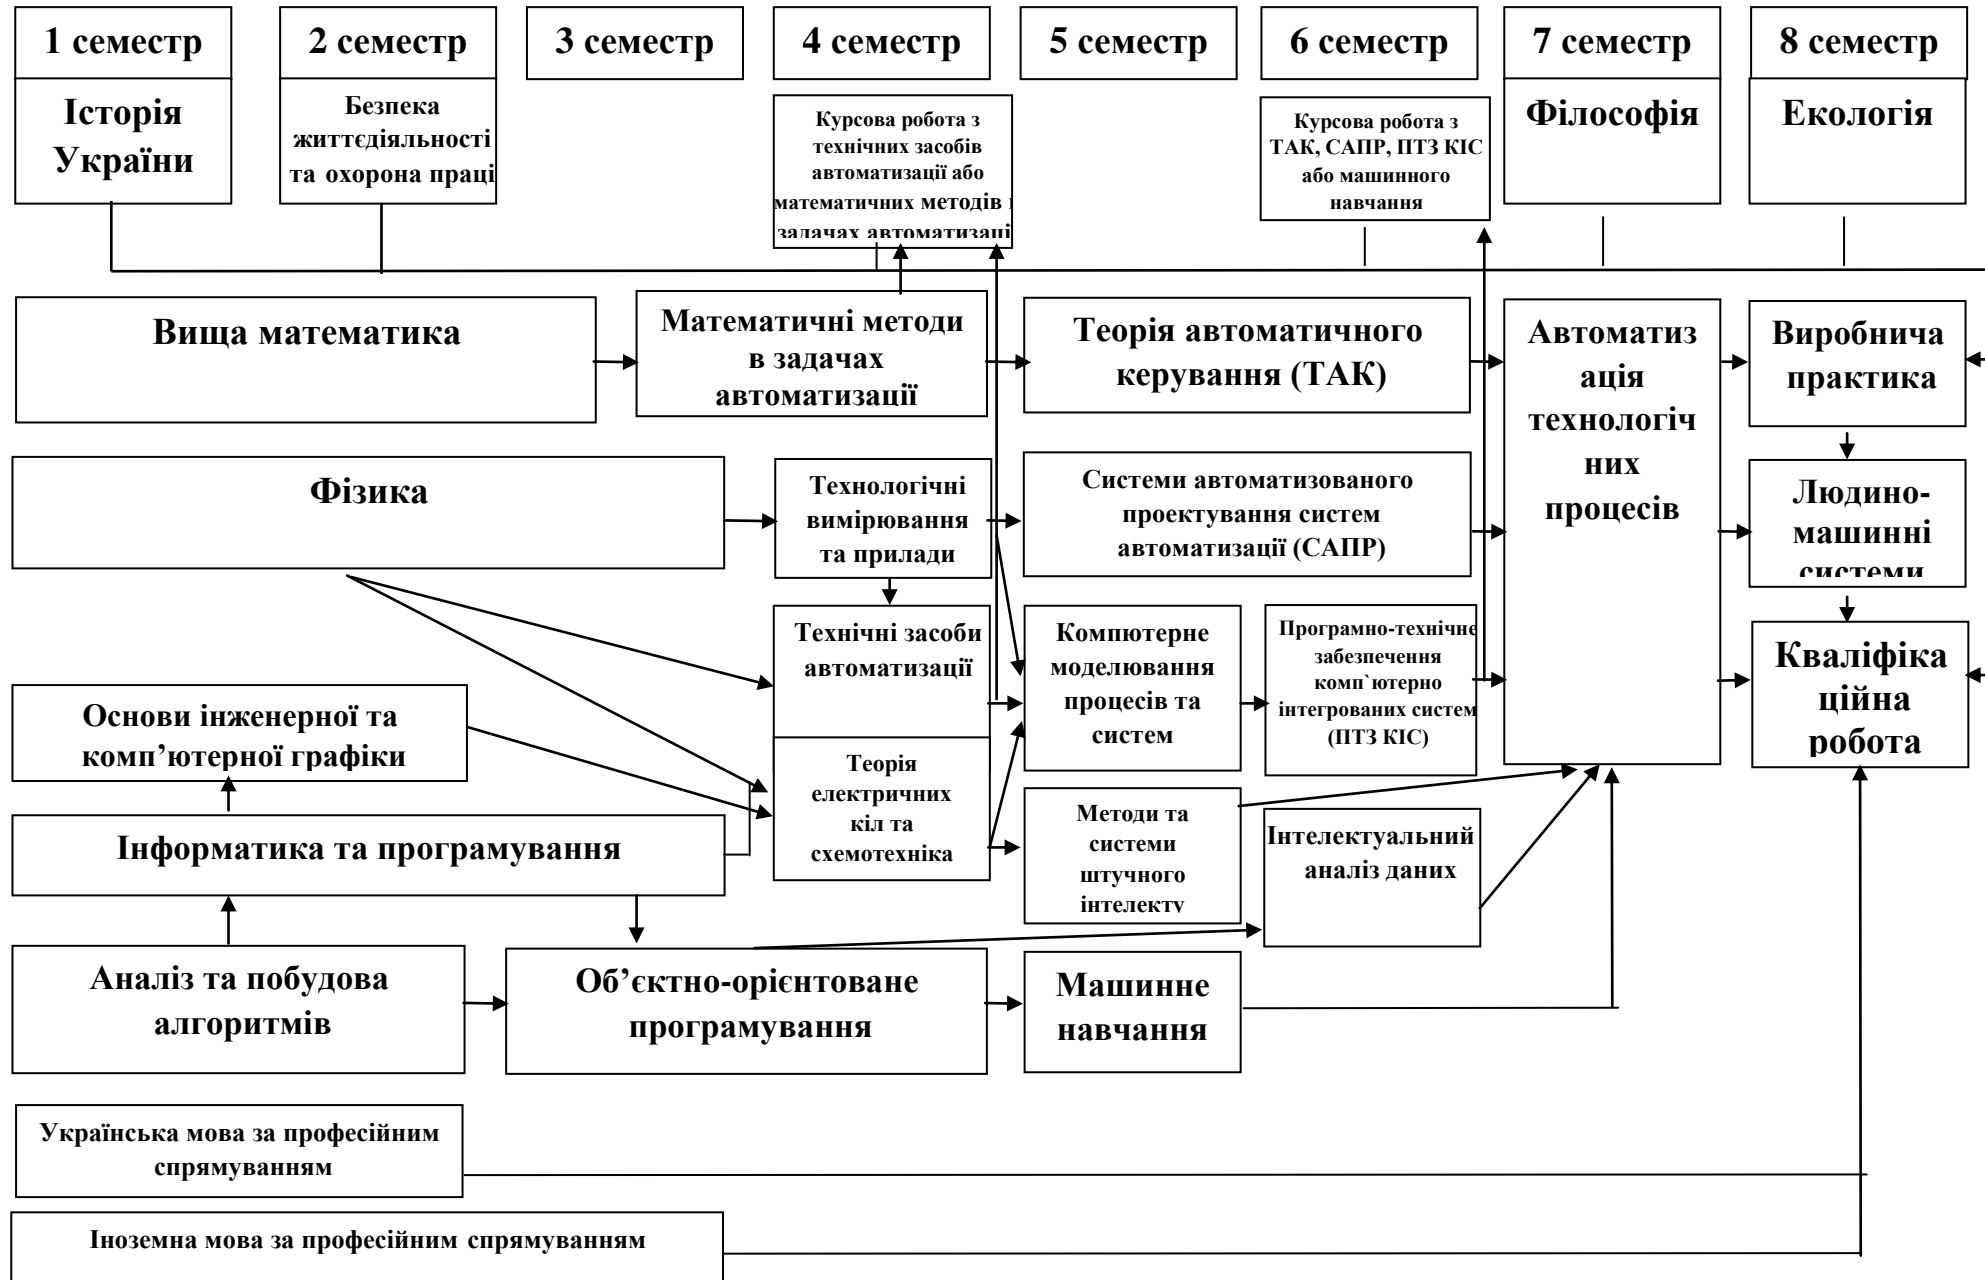 1 семестр
2 семестр
3 семестр
4 семестр
5 семестр
6 семестр
7 семестр
8 семестр
Історія
України
Безпека
життєдіяльності
та охорона праці
Курсова робота з
технічних засобів
автоматизації або
математичних методів
задачах автоматизаці
Курсова робота з
ТАК, САПР, ПТЗ КІС
або машинного
навчання
Філософія
Екологія
Вища математика
Математичні методи
в задачах
автоматизації
Теорія автоматичного
керування (ТАК)
Автоматиз
ація
технологіч
них
процесів
Виробнича
практика
Фізика
Технологічні
вимірювання
та прилади
Системи автоматизованого
проектування систем
автоматизації (САПР)
Людино-
машинні
системи
Технічні засоби
автоматизації
Компютерне
моделювання
процесів та
систем
Програмно-технічне
забезпечення
комп`ютерно
інтегрованих систем
(ПТЗ КІС)
Кваліфіка
ційна
робота
Основи інженерної та
комп’ютерної графіки
Теорія
електричних
кіл та
схемотехніка
Інформатика та програмування
Методи та
системи
штучного
інтелекту
Інтелектуальний
аналіз даних
Аналіз та побудова
алгоритмів
Об’єктно-орієнтоване
програмування
Машинне
навчання
Українська мова за професійним
спрямуванням
Іноземна мова за професійним спрямуванням